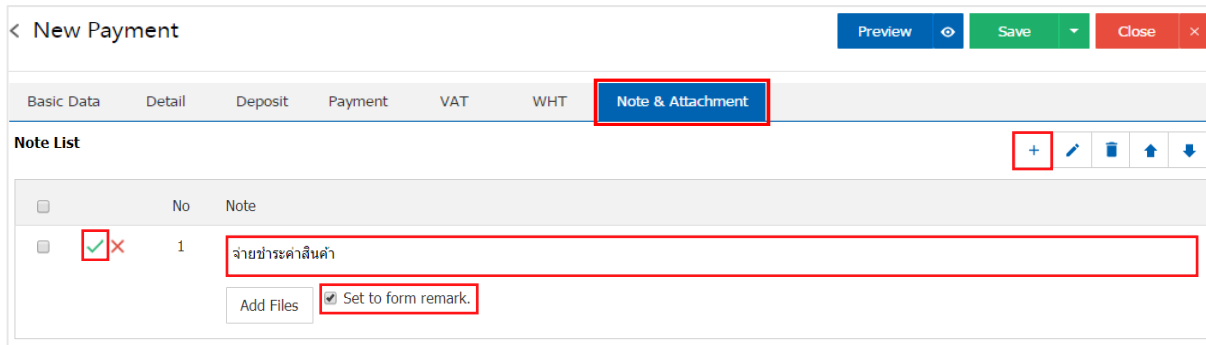 New Payment
Preview
Save
Close
Basic Data Detail Deposit Payment VAT WHT Note & Attachment
Note List
No Note
1 จ่ายชำระค่าสินค้า
Add Files Set to form remark.